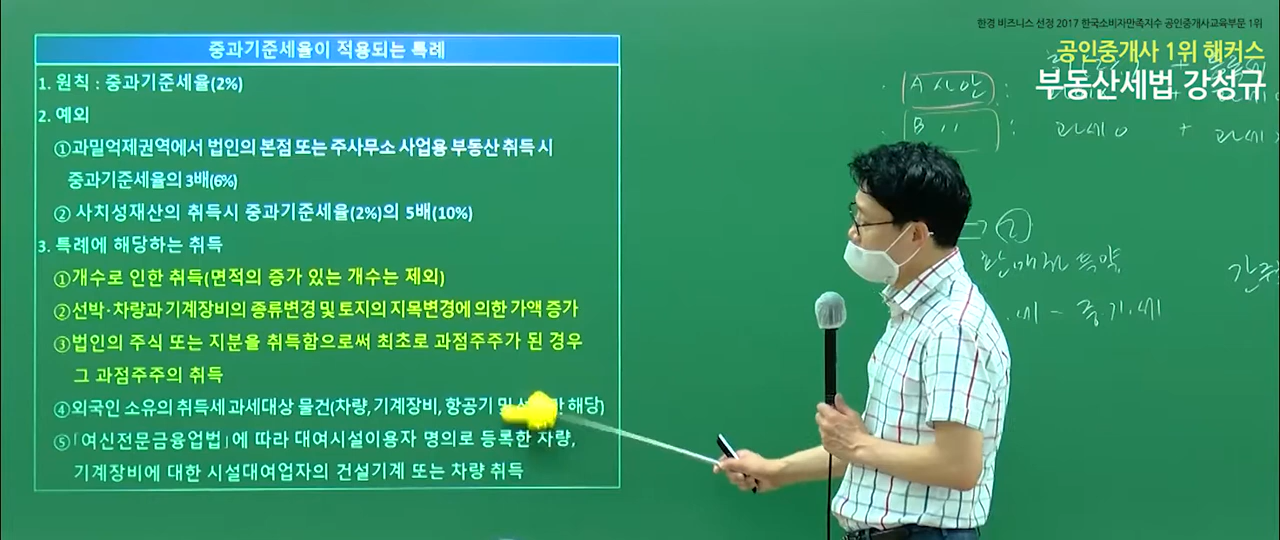 한경 비즈니스 선정 2017 한국소비자만족지수 공인중개사교육부문 1위
공인중개사 1위 해커스
부동산세법 강성규
중과기준세율이 적용되는 특례
1. 원칙 : 중과기준세율(2%)
2. 예외
①과밀억제권역에서 법인의 본점 또는 주사무소 사업용 부동산 취득 시
중과기준세율의 3배(6%)
② 사치성재산의 취득시 중과기준세율(2%)의 5배(10%)
3. 특례에 해당하는 취득
①개수로 인한 취득(면적의 증가 있는 개수는 제외)
②선박·차량과 기계장비의 종류변경 및 토지의 지목변경에 의한 가액 증가
③법인의 주식 또는 지분을 취득함으로써 최초로 과점주주가 된 경우
그 과점주주의 취득
④외국인 소유의 취득세 과세대상 물건(차량, 기계장비, 항공기 및 해당)
⑤「여신전문금융업법」에 따라 대여시설이용자 명의로 등록한 차량,
기계장비에 대한 시설대여업자의 건설기계 또는 차량 취득
A 사안 :
B 〃 : 과세 +
②